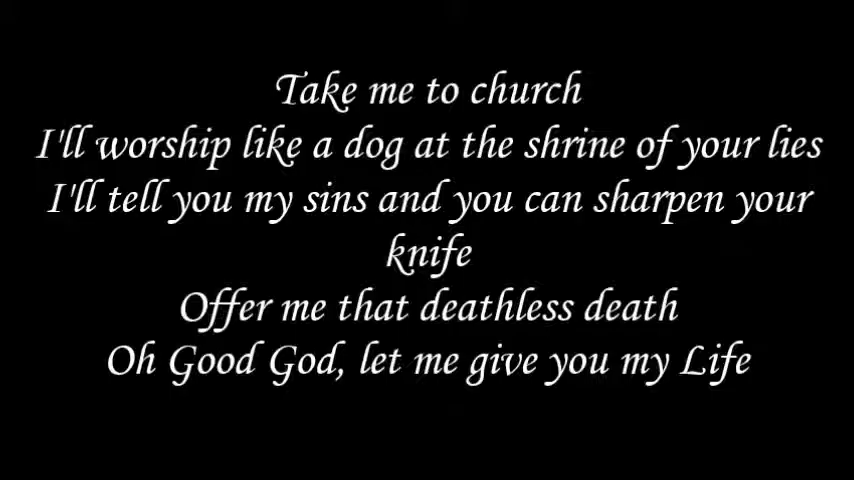 Take me to church
I'll worship like a dog at the shrine of your lies
I'll tell you my sins and you can sharpen your
knife
Offer me that deathless death
Oh Good God, let me give you my Life